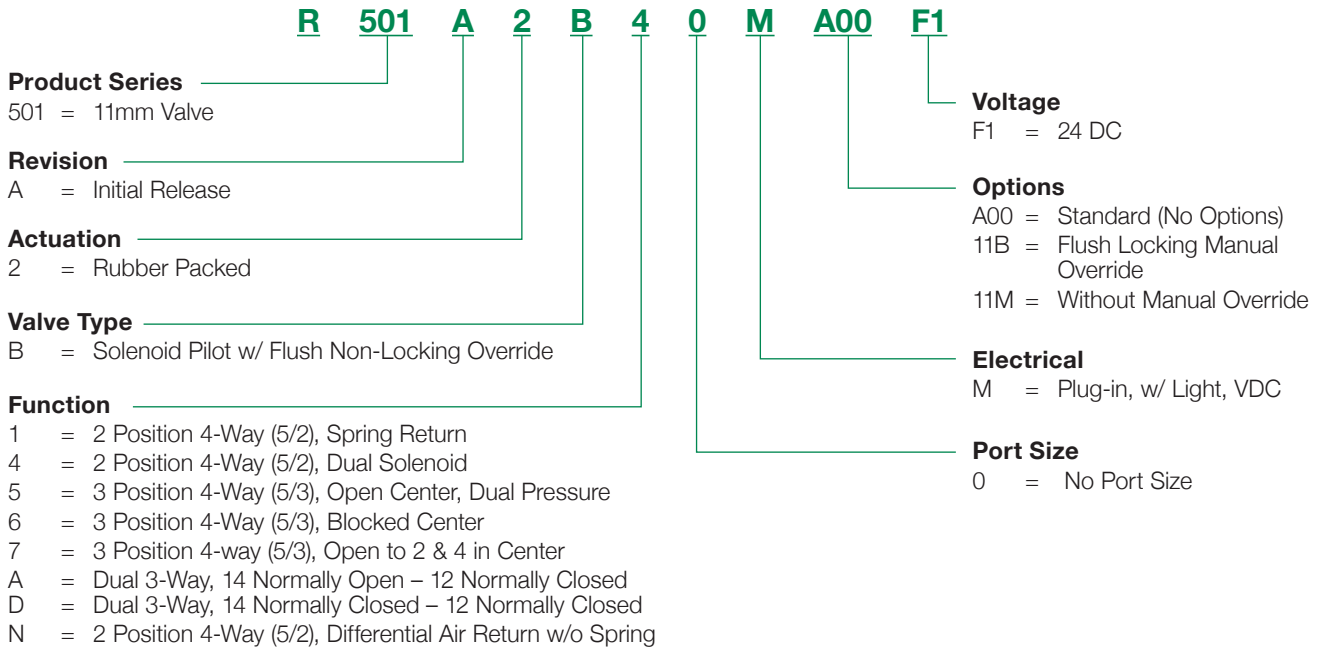 R 501 A 2 B 4 0 M A00 F1
Product Series
501 = 11mm Valve
Revision
A = Initial Release
Actuation
2 = Rubber Packed
Valve Type
B = Solenoid Pilot w/ Flush Non-Locking Override
Function
1 = 2 Position 4-Way (5/2), Spring Return
4 = 2 Position 4-Way (5/2), Dual Solenoid
5 = 3 Position 4-Way (5/3), Open Center, Dual Pressure
6 = 3 Position 4-Way (5/3), Blocked Center
7 = 3 Position 4-way (5/3), Open to 2 & 4 in Center
A = Dual 3-Way, 14 Normally Open – 12 Normally Closed
D = Dual 3-Way, 14 Normally Closed – 12 Normally Closed
N = 2 Position 4-Way (5/2), Differential Air Return w/o Spring
Voltage
F1 = 24 DC
Options
A00 = Standard (No Options)
11B = Flush Locking Manual
Override
11M = Without Manual Override
Electrical
M = Plug-in, w/ Light, VDC
Port Size
0 = No Port Size